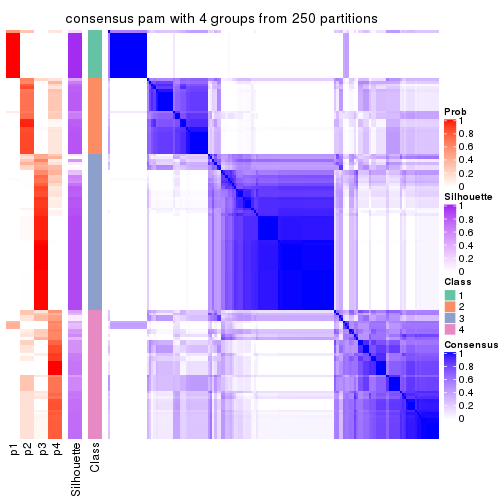 consensus pam with 4 groups from 250 partitions
Prob
1
0.8
0.6
0.4
0.2
0
Silhouette
1
0.8
0.6
0.4
0.2
0
Class
1
2
3
4
Consensus
1
0.8
0.6
0.4
0.2
0
p1
p2
p3
p4
Silhouette
Class